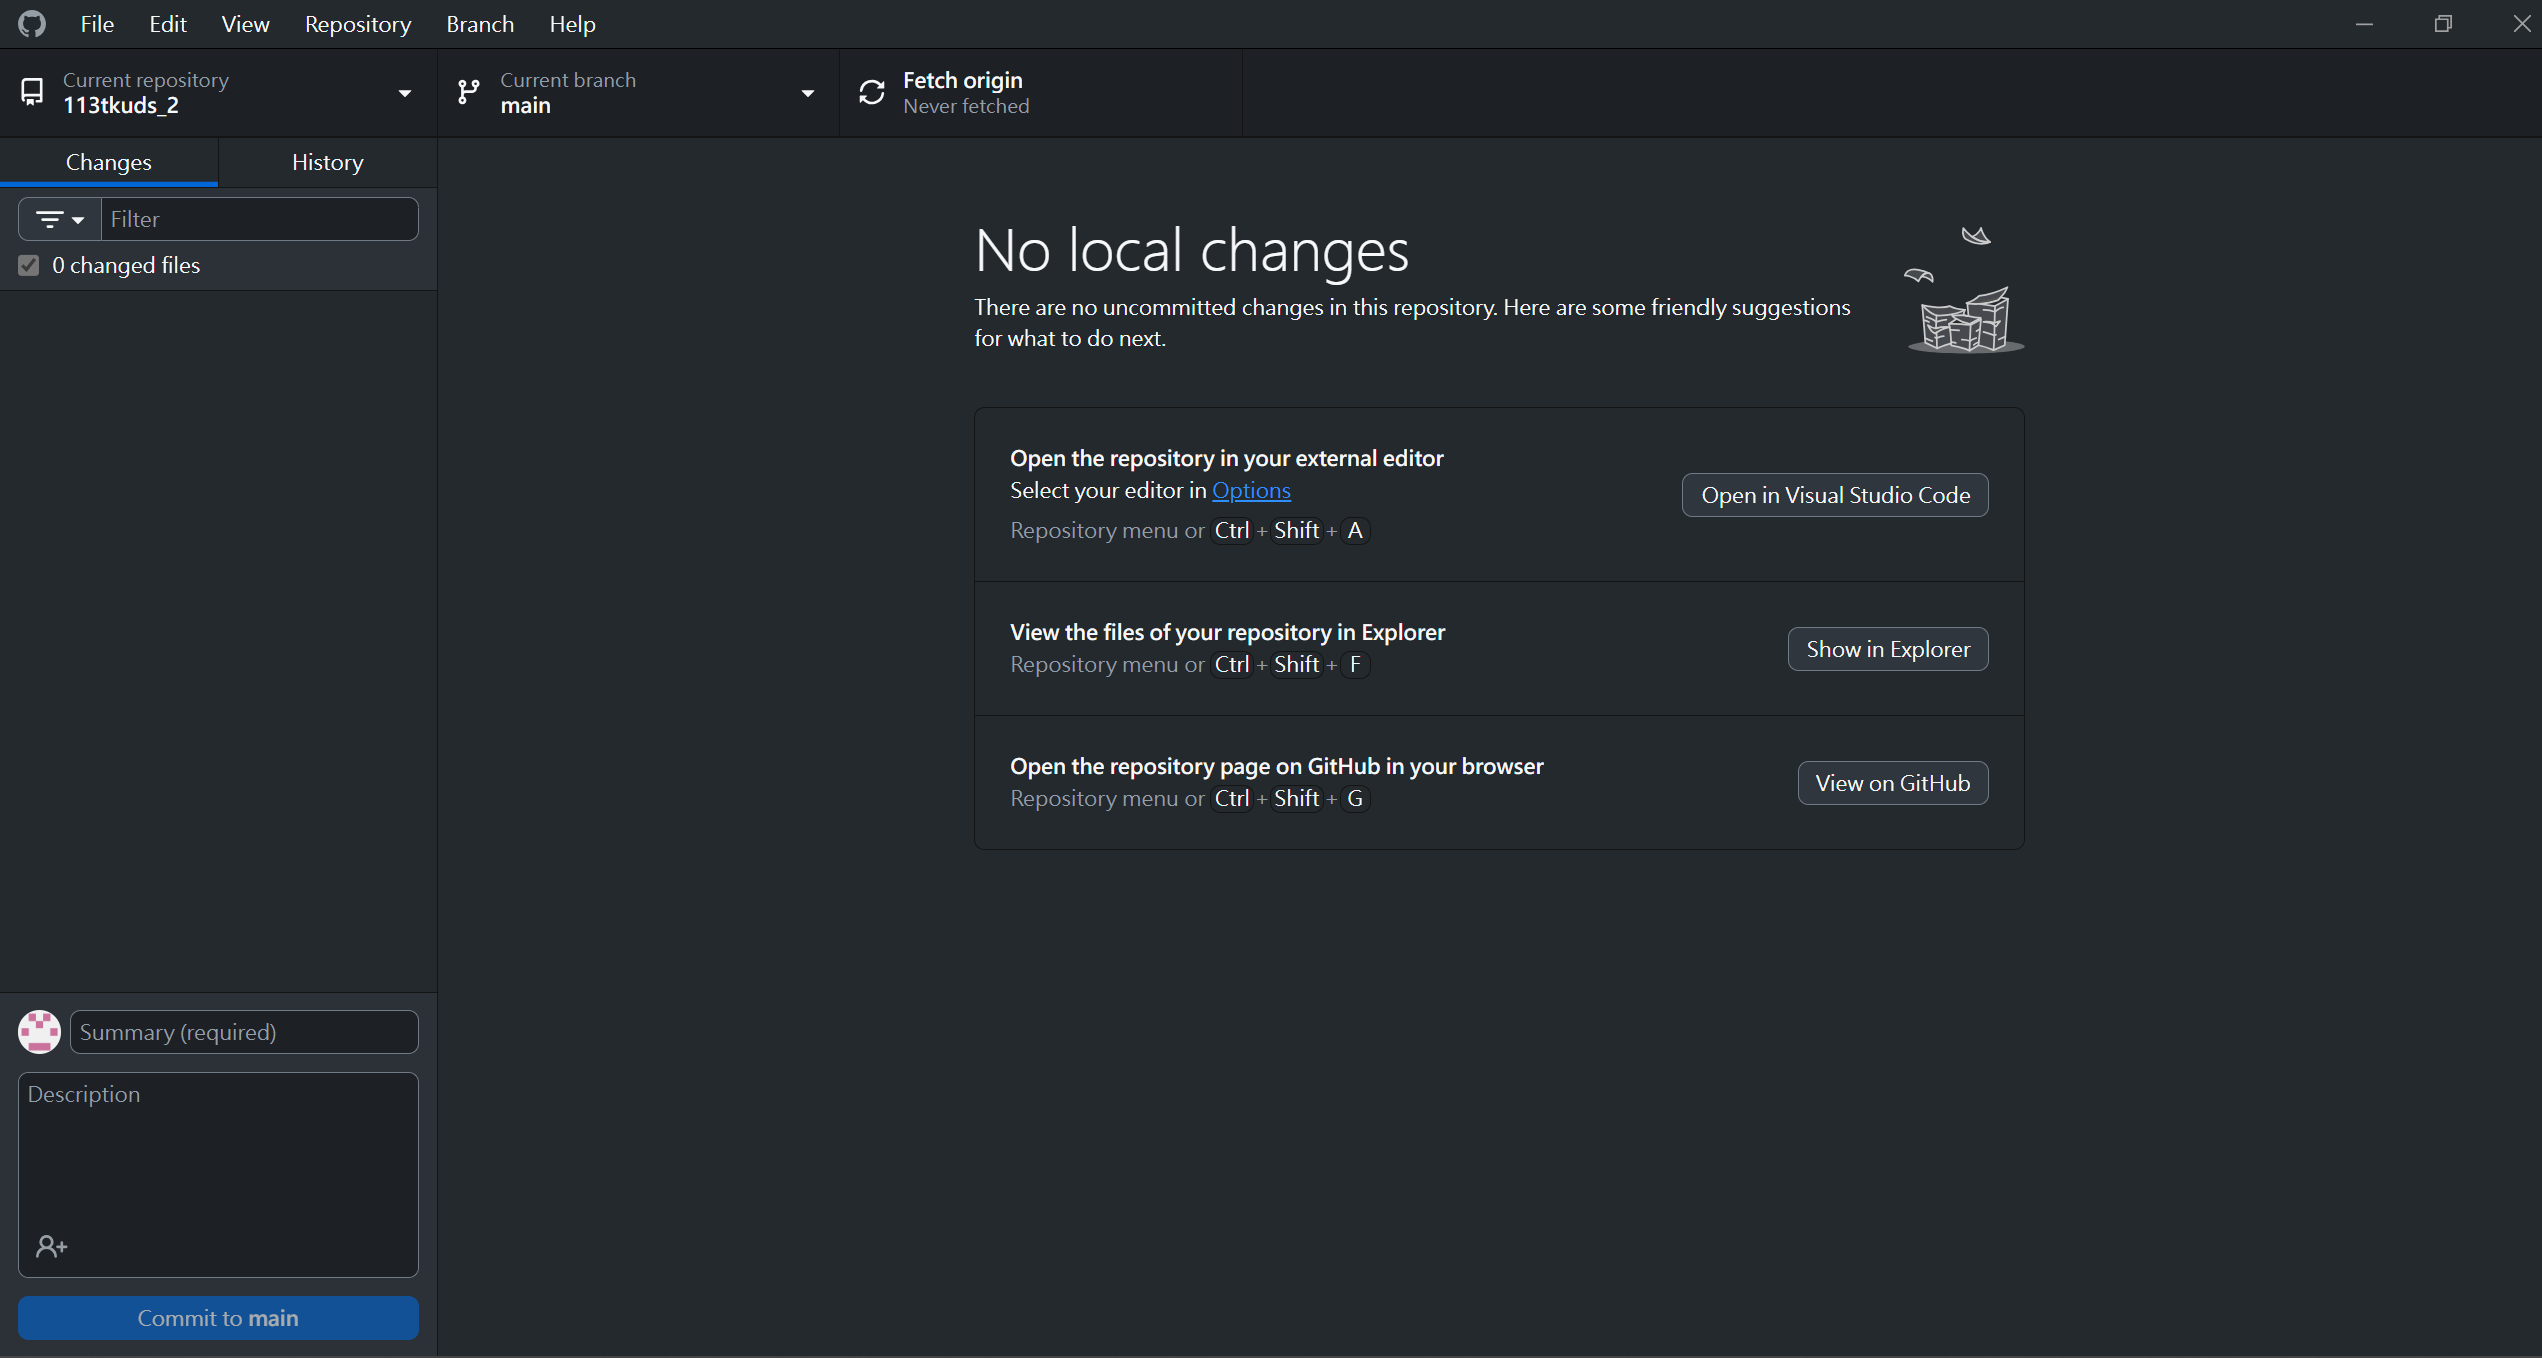 File Edit View Repository Branch Help
Current repository
113tkuds_2
Current branch
main
Fetch origin
Never fetched
Changes
History
Filter
0 changed files
No local changes
There are no uncommitted changes in this repository. Here are some friendly suggestions
for what to do next.
Open the repository in your external editor
Select your editor in Options
Repository menu or Ctrl + Shift + A
Open in Visual Studio Code
View the files of your repository in Explorer
Repository menu or Ctrl + Shift + F
Show in Explorer
Open the repository page on GitHub in your browser
Repository menu or Ctrl + Shift + G
View on GitHub
Summary (required)
Description
Commit to main